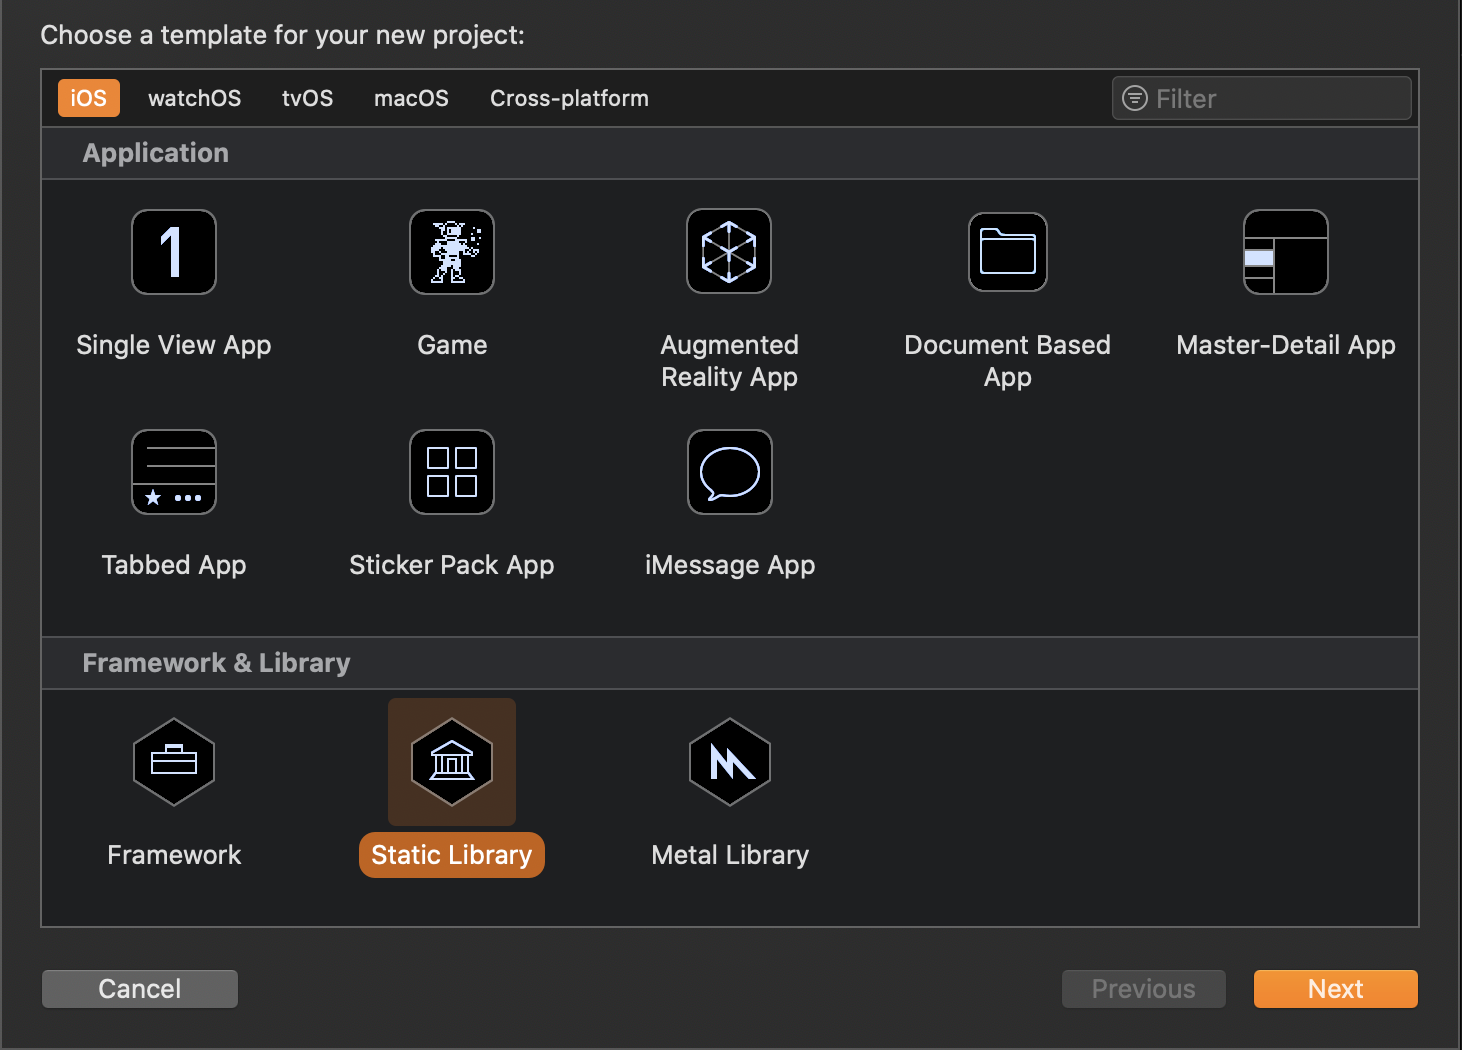 Choose a template for your new project:
iOS watchOS tvOS macOS Cross-platform Filter
Application
1
Single View App Game Augmented Reality App Document Based App Master-Detail App
Tabbed App Sticker Pack App iMessage App
Framework & Library
Framework Static Library Metal Library
Cancel Previous Next